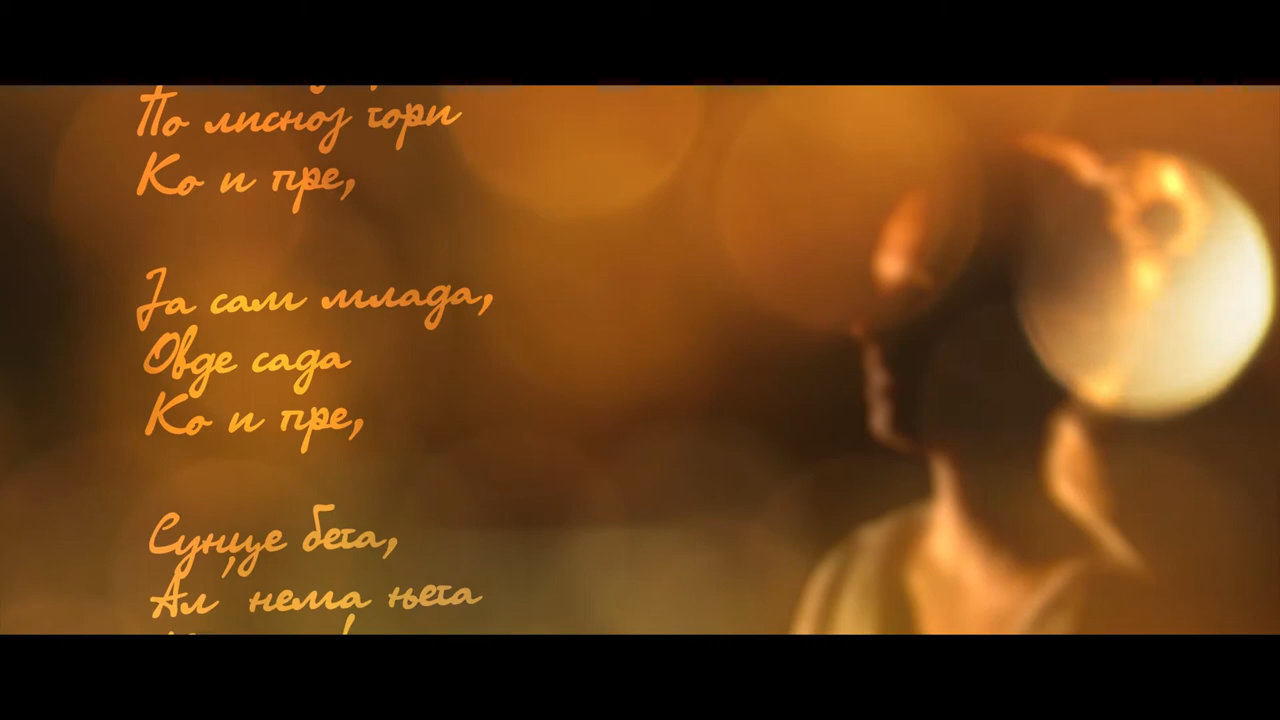 По лисној гори
Ко и пре,
Ја сам млада,
Овде сада
Ко и пре,
Сунце бега,
Ал' нема њега